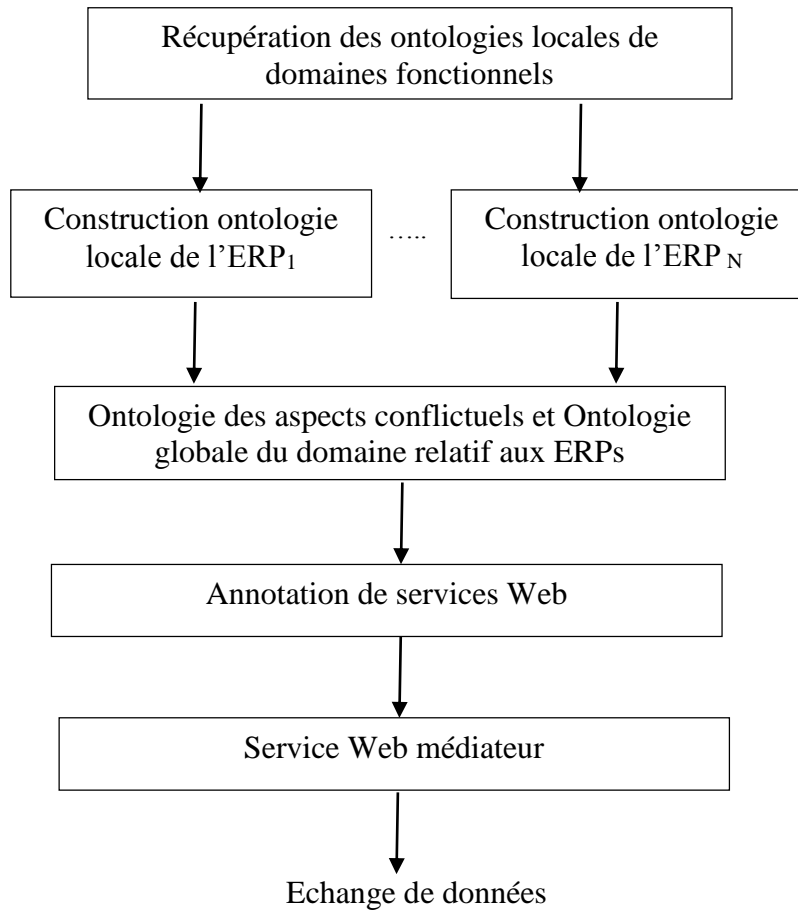 Récupération des ontologies locales de
domaines fonctionnels
Construction ontologie
locale de l’ERP1
.....
Construction ontologie
locale de l’ERP N
Ontologie des aspects conflictuels et Ontologie
globale du domaine relatif aux ERPs
Annotation de services Web
Service Web médiateur
Echange de données